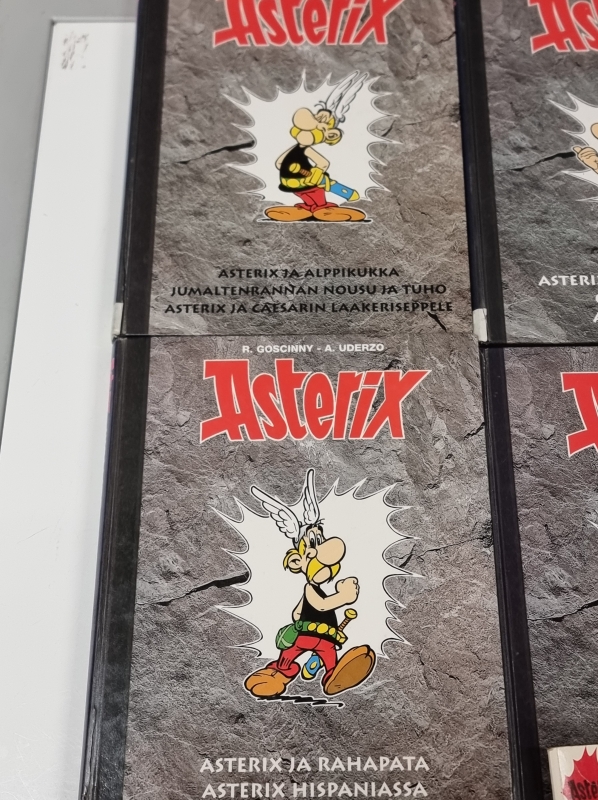 Asterix
ASTERIX JA ALPPIKUKKA
JUMALTENRANNAN NOUSU JA TUHO
ASTERIX JA CAESARIN LAAKERISEPPELE
ASTERIX
R. GOSCINNY - A. UDERZO
Asterix
ASTERIX JA RAHAPATA
ASTERIX HISPANIASSA